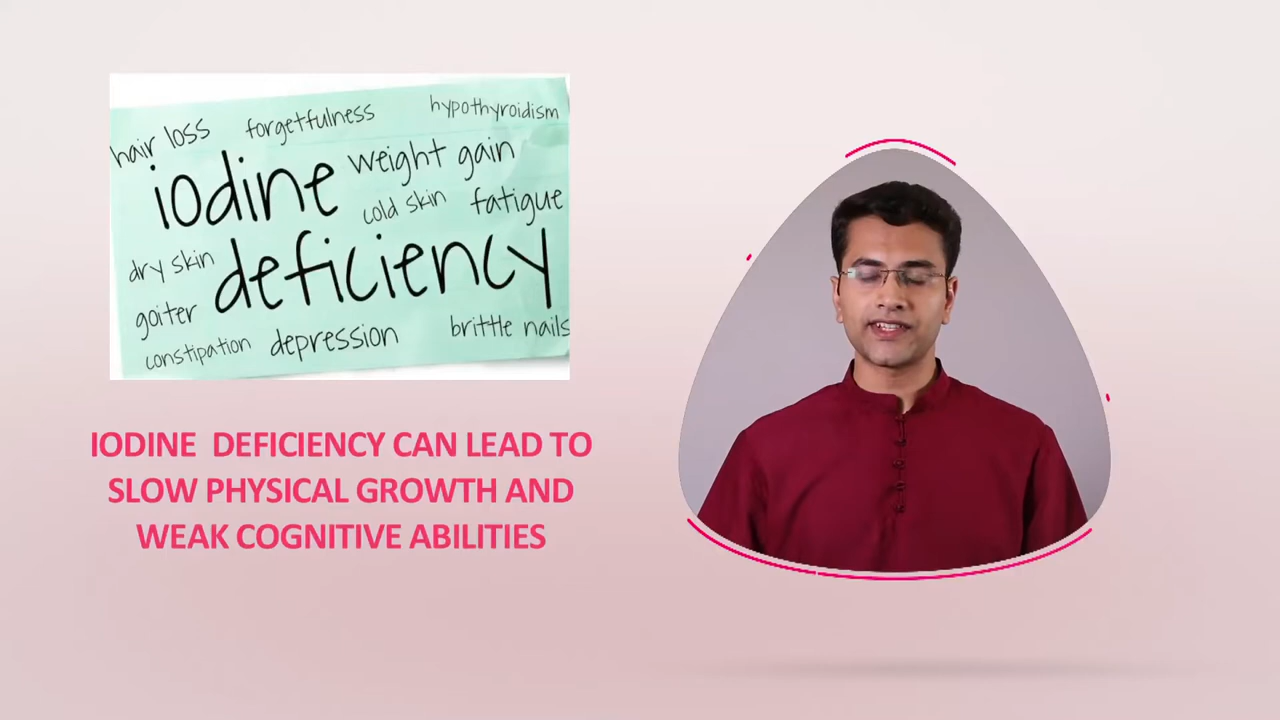 hair loss
forgetfulness
hypothyroidism
iodine
weight gain
cold skin
fatigue
dry skin
deficiency
goiter
constipation
depression
brittle nails
IODINE DEFICIENCY CAN LEAD TO
SLOW PHYSICAL GROWTH AND
WEAK COGNITIVE ABILITIES